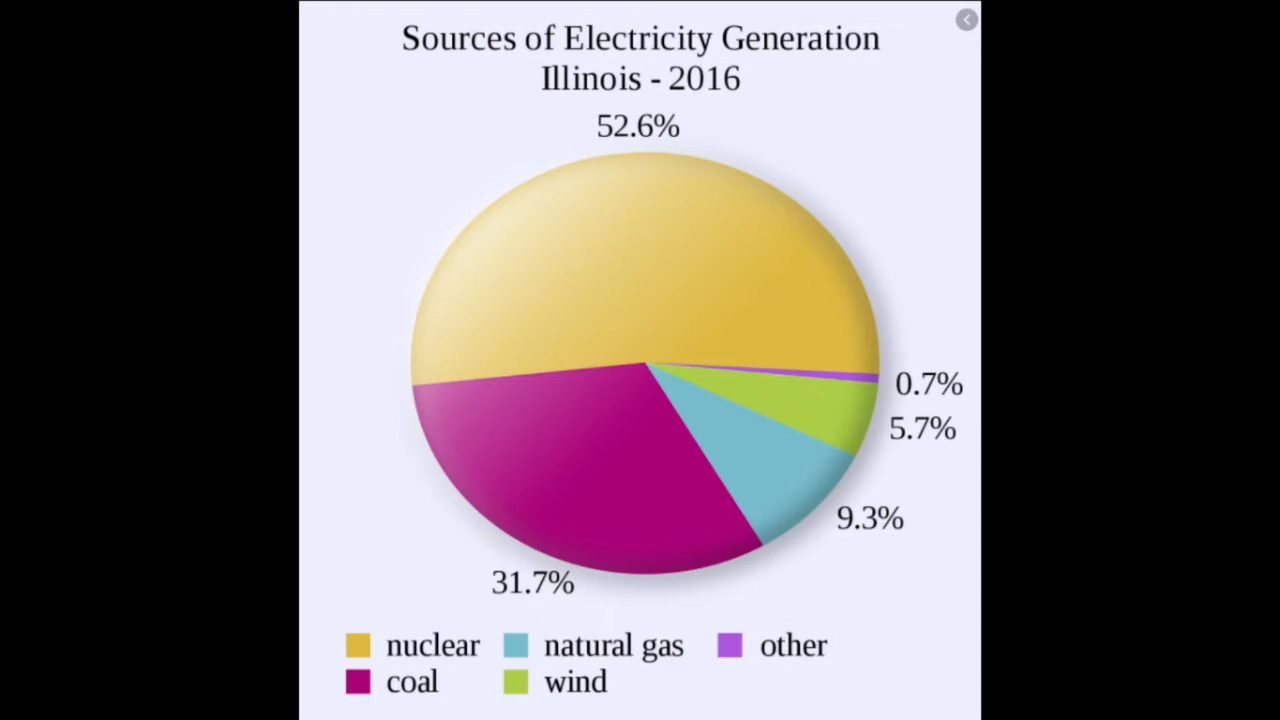 Sources of Electricity Generation
Illinois - 2016
52.6%
0.7%
5.7%
9.3%
31.7%
nuclear natural gas other
coal wind